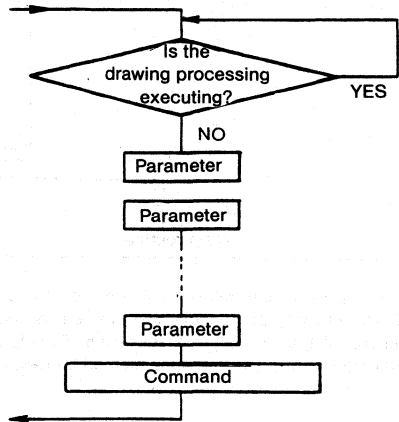 Is the
drawing processing
executing?
YES
NO
Parameter
Parameter
Parameter
Command